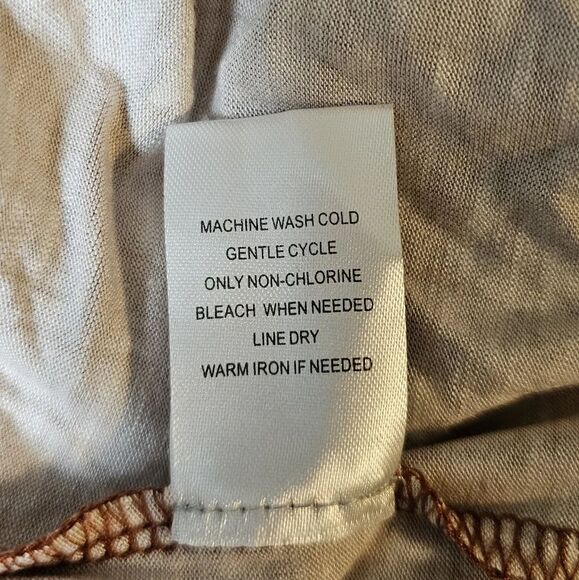 MACHINE WASH COLD
GENTLE CYCLE
ONLY NON-CHLORINE
BLEACH WHEN NEEDED
LINE DRY
WARM IRON IF NEEDED